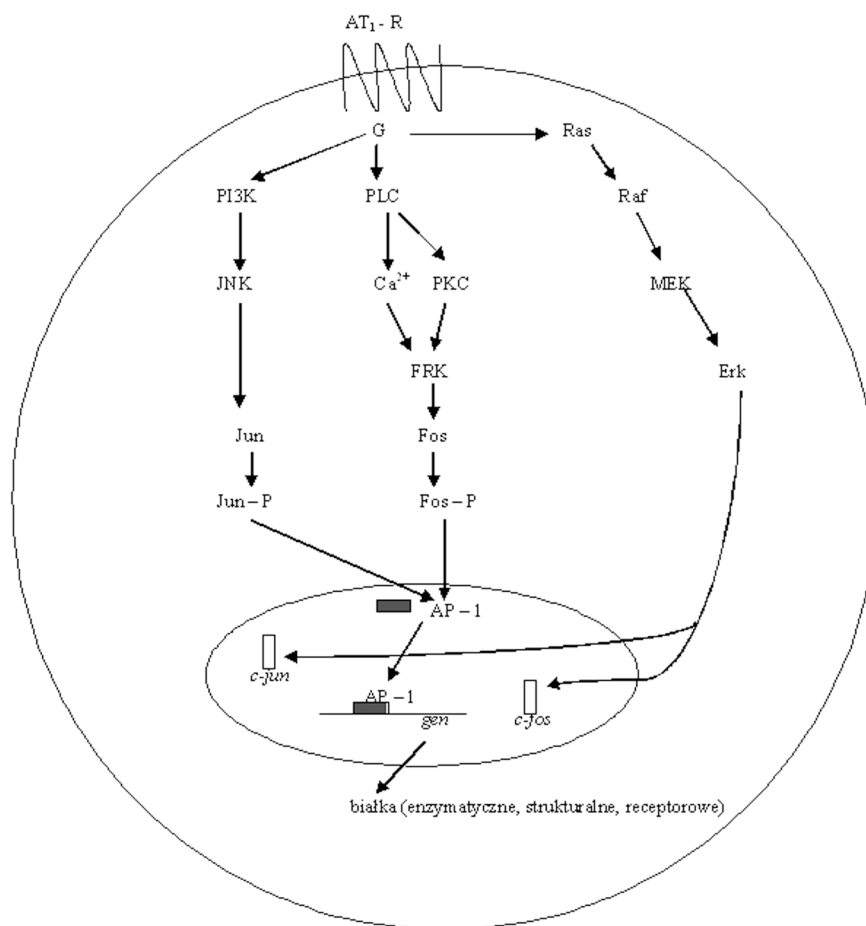 AT₁ - R
G
Ras
PI3K
PLC
Raf
JNK
Ca²⁺
PKC
MEK
FRK
Erk
Jun
Fos
Jun – P
Fos – P
AP – 1
c-jun
AP – 1
gen
c-fos
białka (enzymatyczne, strukturalne, receptorowe)